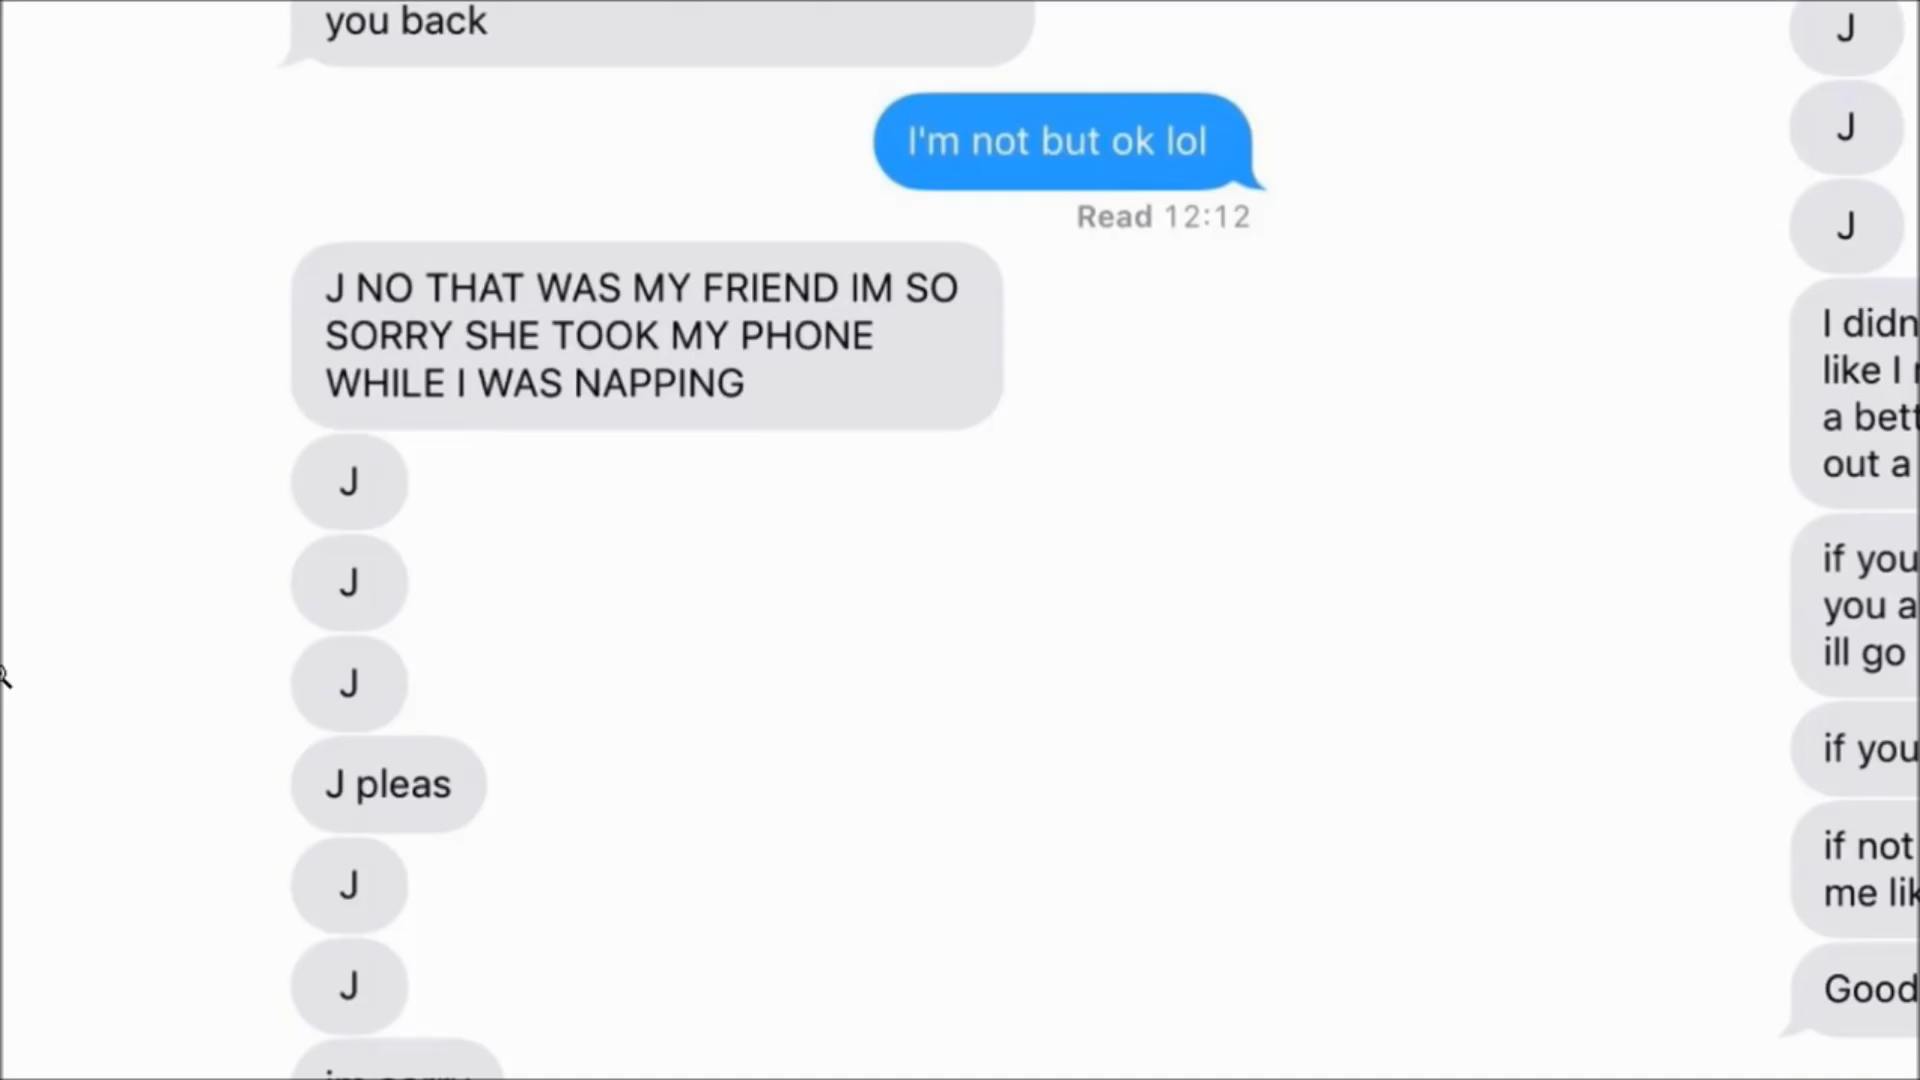 you back
I'm not but ok lol
Read 12:12
J NO THAT WAS MY FRIEND IM SO
SORRY SHE TOOK MY PHONE
WHILE I WAS NAPPING
J
J
J
J pleas
J
J
im sorry
J
J
J
I didn
like I
a bett
out a
if you
you a
ill go
if you
if not
me lik
Good